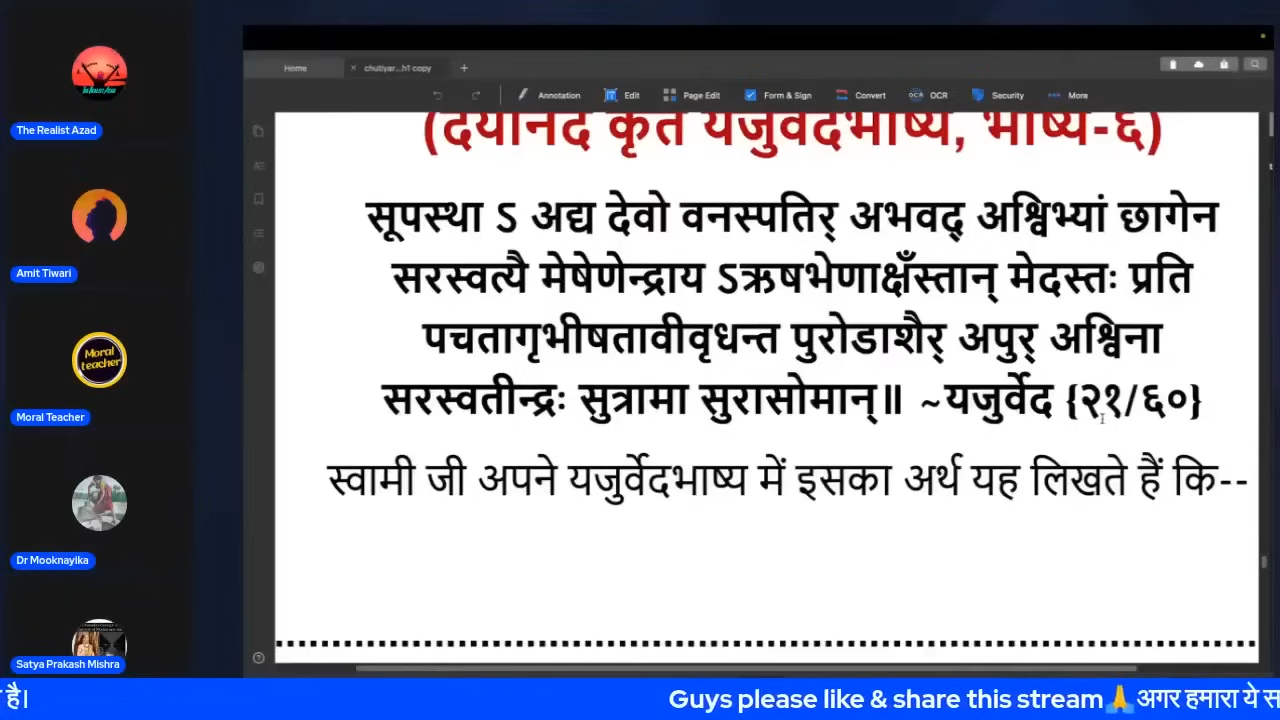 The Realist Azad
Amit Tiwari
Moral
teacher
Moral Teacher
Dr Mooknayika
Satya Prakash Mishra
Home
chutiyar...h1 copy
Annotation
Edit
Page Edit
Form & Sign
Convert
OCR
OCR
Security
More
(दयानंद कृत यजुर्वेदभाष्य, भाष्य-६)
सूपस्था ऽ अद्य देवो वनस्पतिर् अभवद् अश्विभ्यां छागेन
सरस्वत्यै मेषेणेन्द्राय ऽऋषभेणाक्षँस्तान् मेदस्तः प्रति
पचतागृभीषतावीवृधन्त पुरोडाशैर् अपुर् अश्विना
सरस्वतीन्द्रः सुत्रामा सुरासोमान्॥ ~यजुर्वेद {२१/६०}
स्वामी जी अपने यजुर्वेदभाष्य में इसका अर्थ यह लिखते हैं कि--
है।
Guys please like & share this stream🙏अगर हमारा ये स